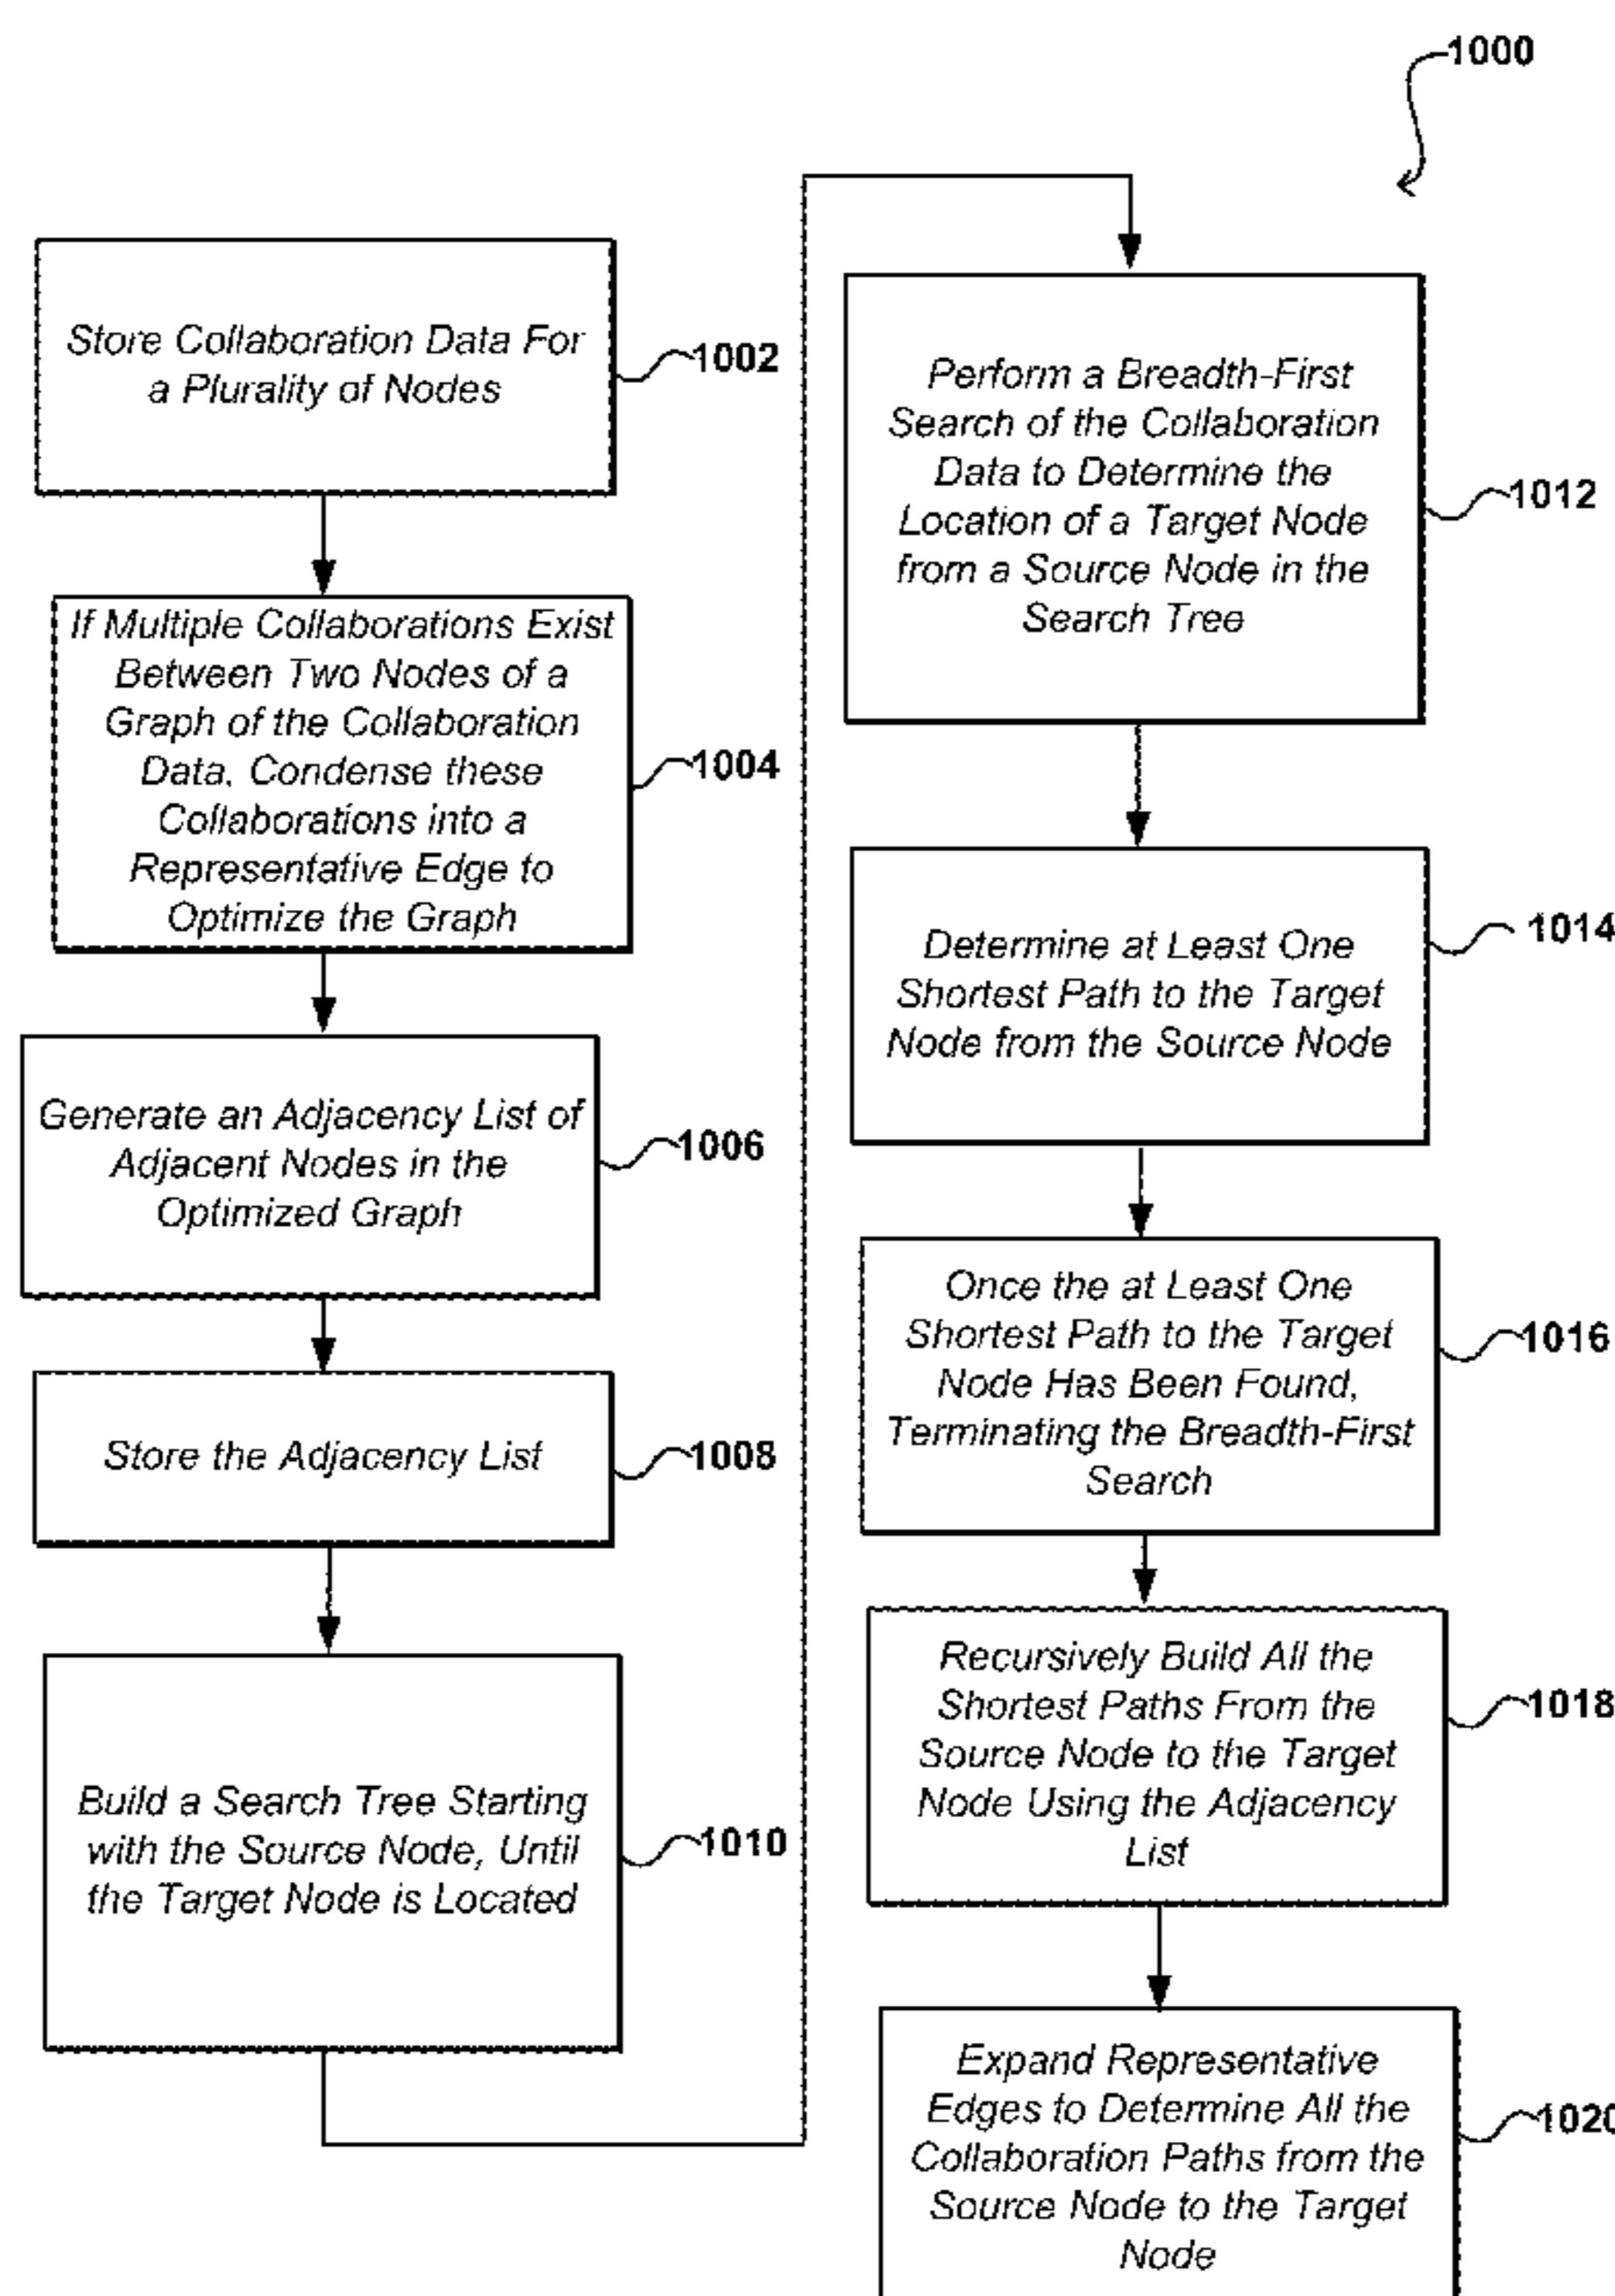 1000
Store Collaboration Data For
a Plurality of Nodes
1002
If Multiple Collaborations Exist
Between Two Nodes of a
Graph of the Collaboration
Data, Condense these
Collaborations into a
Representative Edge to
Optimize the Graph
1004
Generate an Adjacency List of
Adjacent Nodes in the
Optimized Graph
1006
Store the Adjacency List
1008
Build a Search Tree Starting
with the Source Node, Until
the Target Node is Located
1010
Perform a Breadth-First
Search of the Collaboration
Data to Determine the
Location of a Target Node
from a Source Node in the
Search Tree
1012
Determine at Least One
Shortest Path to the Target
Node from the Source Node
1014
Once the at Least One
Shortest Path to the Target
Node Has Been Found,
Terminating the Breadth-First
Search
1016
Recursively Build All the
Shortest Paths From the
Source Node to the Target
Node Using the Adjacency
List
1018
Expand Representative
Edges to Determine All the
Collaboration Paths from the
Source Node to the Target
Node
1020